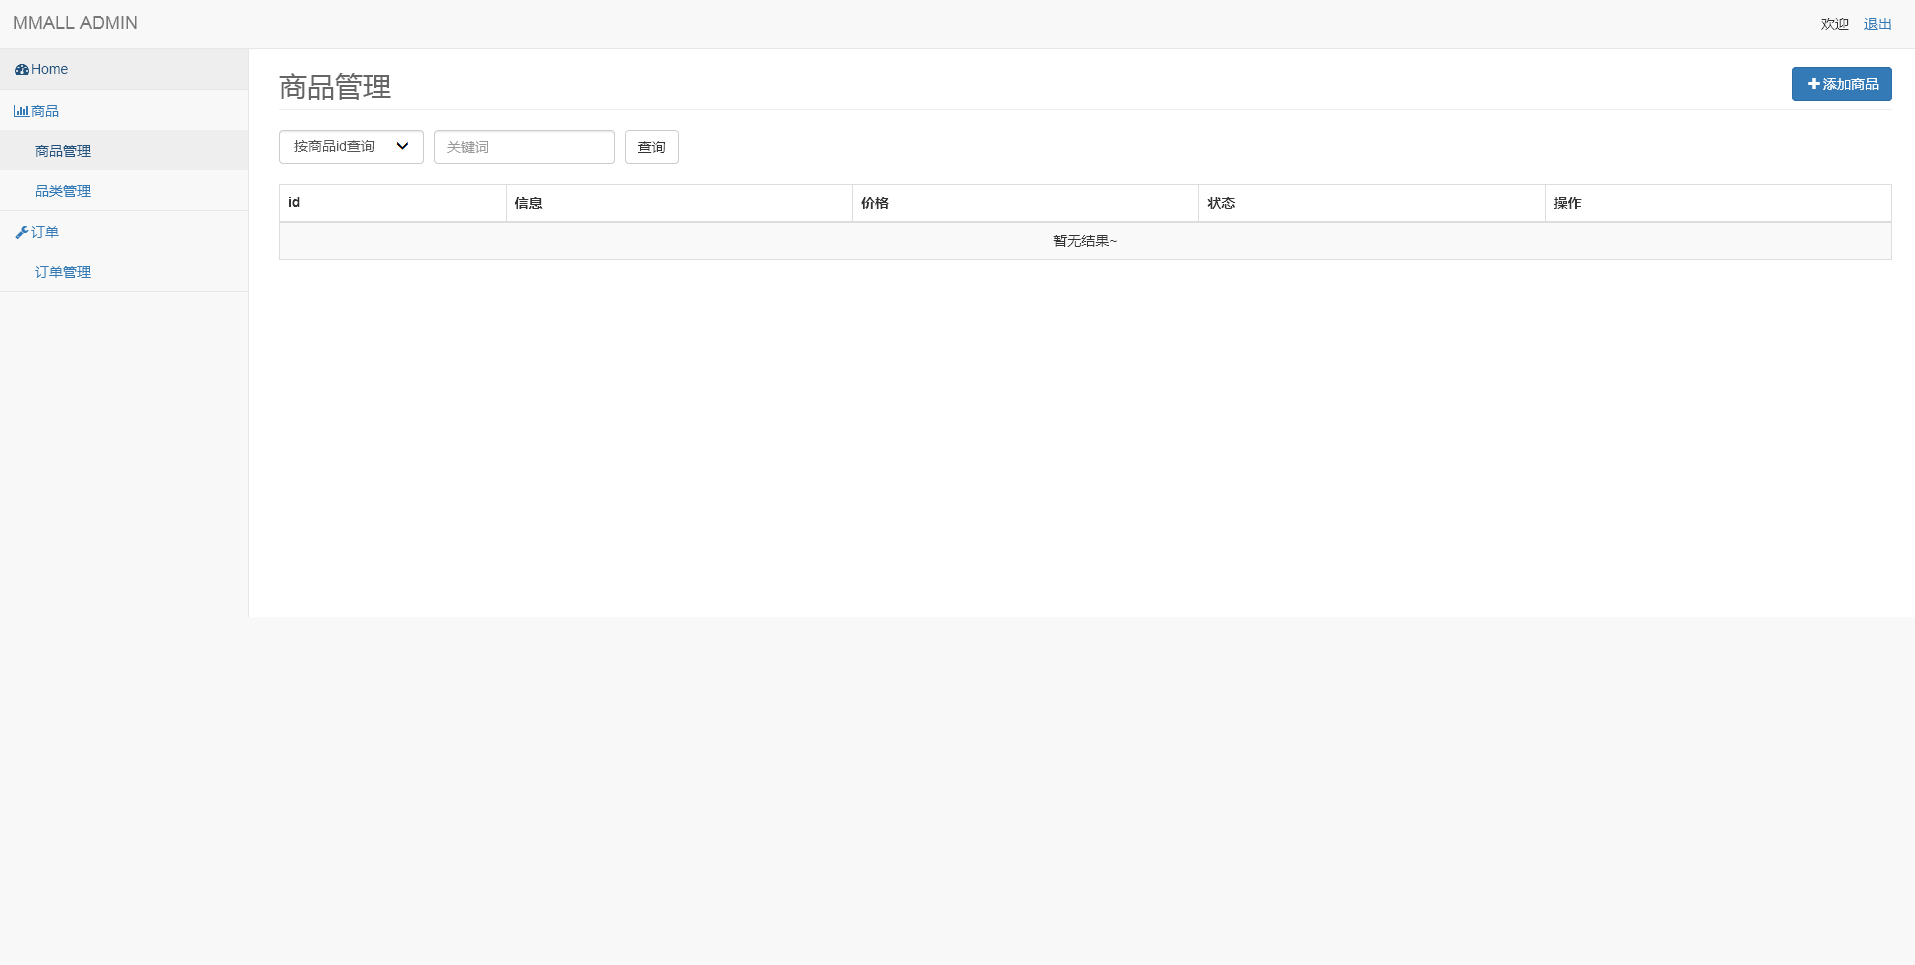 MMALL ADMIN
欢迎 退出
Home
商品
商品管理
品类管理
订单
订单管理
商品管理
添加商品
按商品id查询 关键词 查询
id 信息 价格 状态 操作
暂无结果~